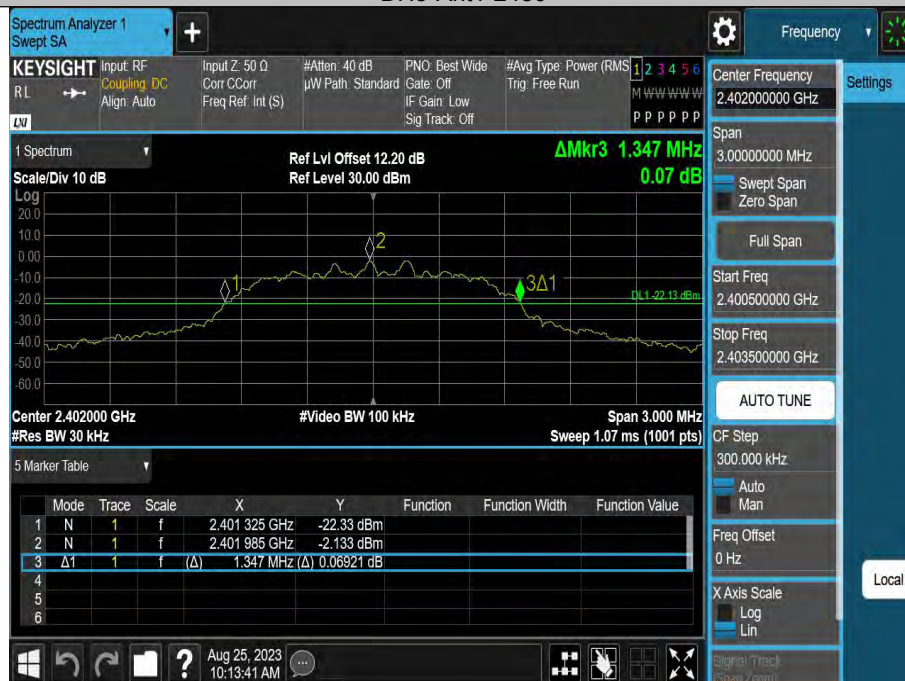 Spectrum Analyzer 1
Swept SA
+
Frequency
KEYSIGHT
RL
LXI
Input: RF
Coupling: DC
Align: Auto
Input Z: 50 Ω
Corr CCorr
Freq Ref: Int (S)
#Atten: 40 dB
µW Path: Standard
PNO: Best Wide
Gate: Off
IF Gain: Low
Sig Track: Off
#Avg Type: Power (RMS
Trig: Free Run
1 2 3 4 5 6
M W W W W W
P P P P P P
1 Spectrum
Scale/Div 10 dB
Ref Lvl Offset 12.20 dB
Ref Level 30.00 dBm
ΔMkr3 1.347 MHz
0.07 dB
Log
20.0
10.0
0.00
-10.0
-20.0
-30.0
-40.0
-50.0
-60.0
1
2
3Δ1
DL1 -22.13 dBm
Center 2.402000 GHz
#Res BW 30 kHz
#Video BW 100 kHz
Span 3.000 MHz
Sweep 1.07 ms (1001 pts)
5 Marker Table
Mode Trace Scale X Y Function Function Width Function Value
1 N 1 f 2.401 325 GHz -22.33 dBm
2 N 1 f 2.401 985 GHz -2.133 dBm
3 Δ1 1 f (Δ) 1.347 MHz (Δ) 0.06921 dB
4
5
6
Aug 25, 2023
10:13:41 AM
?
Center Frequency
2.402000000 GHz
Settings
Span
3.00000000 MHz
Swept Span
Zero Span
Full Span
Start Freq
2.400500000 GHz
Stop Freq
2.403500000 GHz
AUTO TUNE
CF Step
300.000 kHz
Auto
Man
Freq Offset
0 Hz
Local
X Axis Scale
Log
Lin
Signal Track
(Span Zoom)